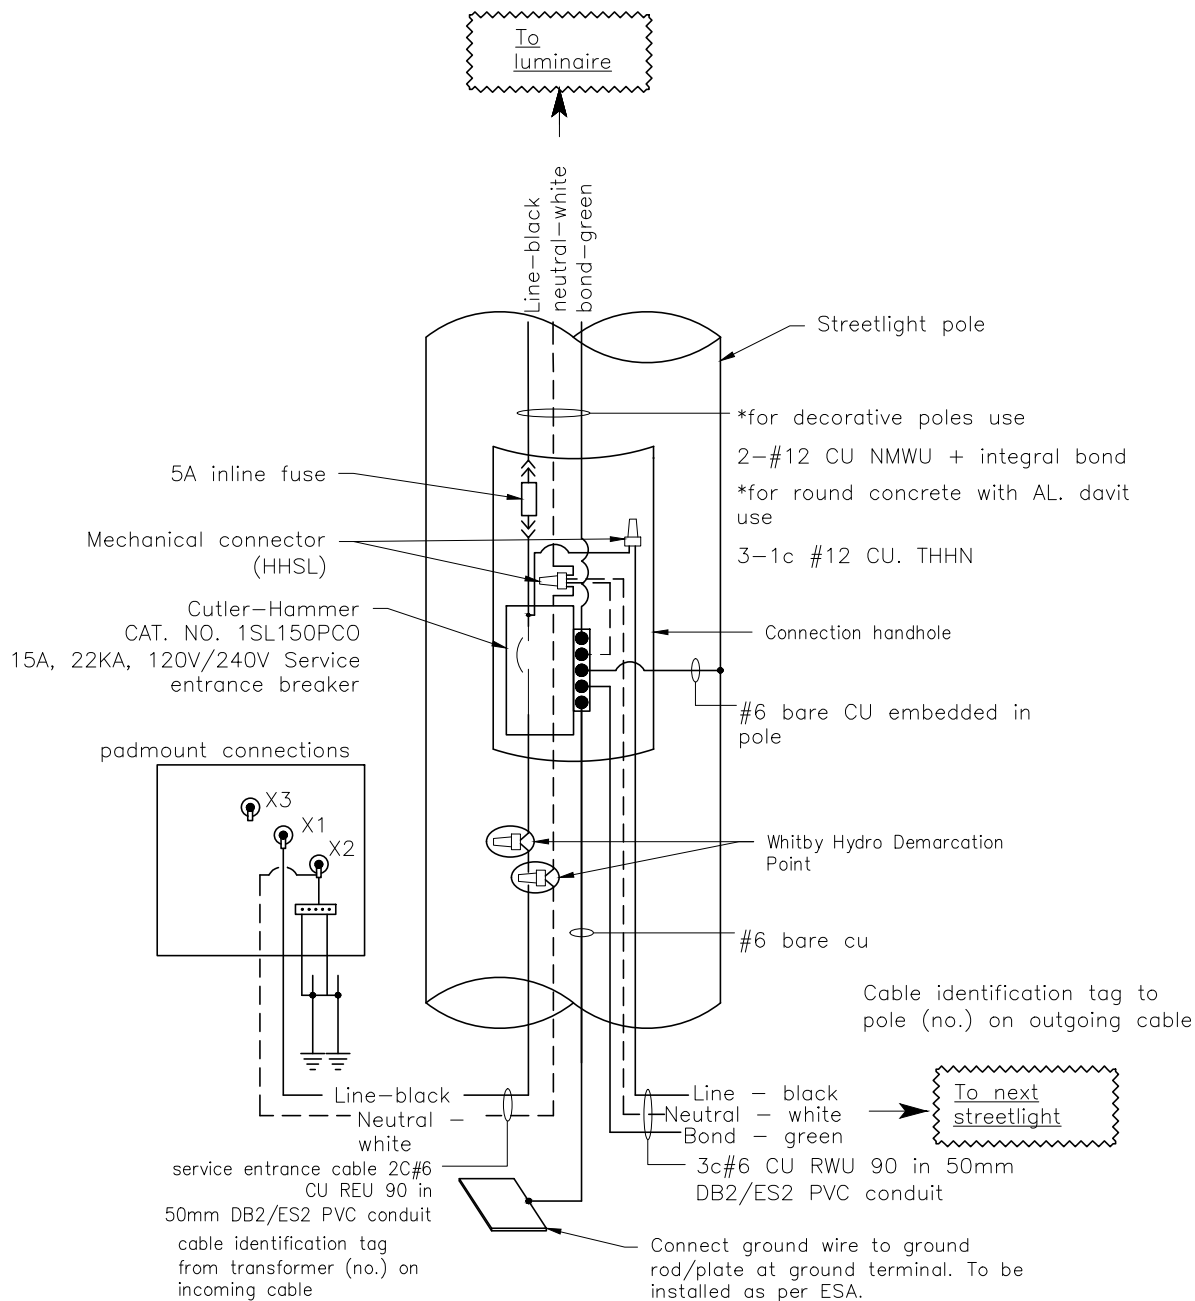 To
luminaire
Line-black
neutral-white
bond-green
Streetlight pole
*for decorative poles use
2-#12 CU NMWU + integral bond
*for round concrete with AL. davit
use
3-1c #12 CU. THHN
5A inline fuse
Mechanical connector
(HHSL)
Cutler-Hammer
CAT. NO. 1SL150PCO
15A, 22KA, 120V/240V Service
entrance breaker
Connection handhole
#6 bare CU embedded in
pole
padmount connections
X3
X1
X2
Whitby Hydro Demarcation
Point
#6 bare cu
Cable identification tag to
pole (no.) on outgoing cable
Line-black
Neutral -
white
Line - black
Neutral - white
Bond - green
To next
streetlight
service entrance cable 2C#6
CU REU 90 in
50mm DB2/ES2 PVC conduit
3c#6 CU RWU 90 in 50mm
DB2/ES2 PVC conduit
cable identification tag
from transformer (no.) on
incoming cable
Connect ground wire to ground
rod/plate at ground terminal. To be
installed as per ESA.